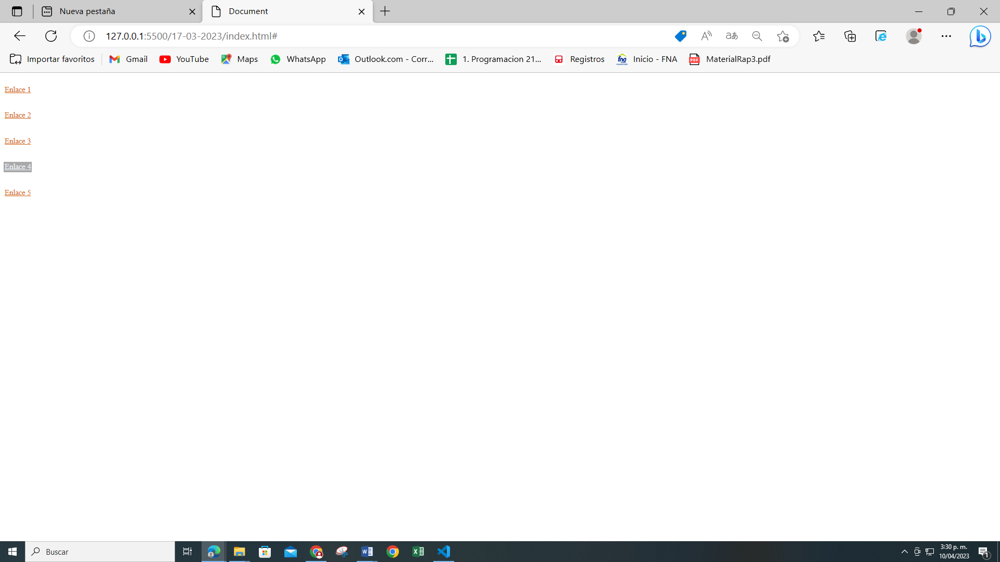 Nueva pestaña
Document
127.0.0.1:5500/17-03-2023/index.html#
Importar favoritos
Gmail
YouTube
Maps
WhatsApp
Outlook.com - Corr...
1. Programacion 21...
Registros
Inicio - FNA
MaterialRap3.pdf
Enlace 1
Enlace 2
Enlace 3
Enlace 4
Enlace 5
Buscar
3:30 p. m.
10/04/2023
1